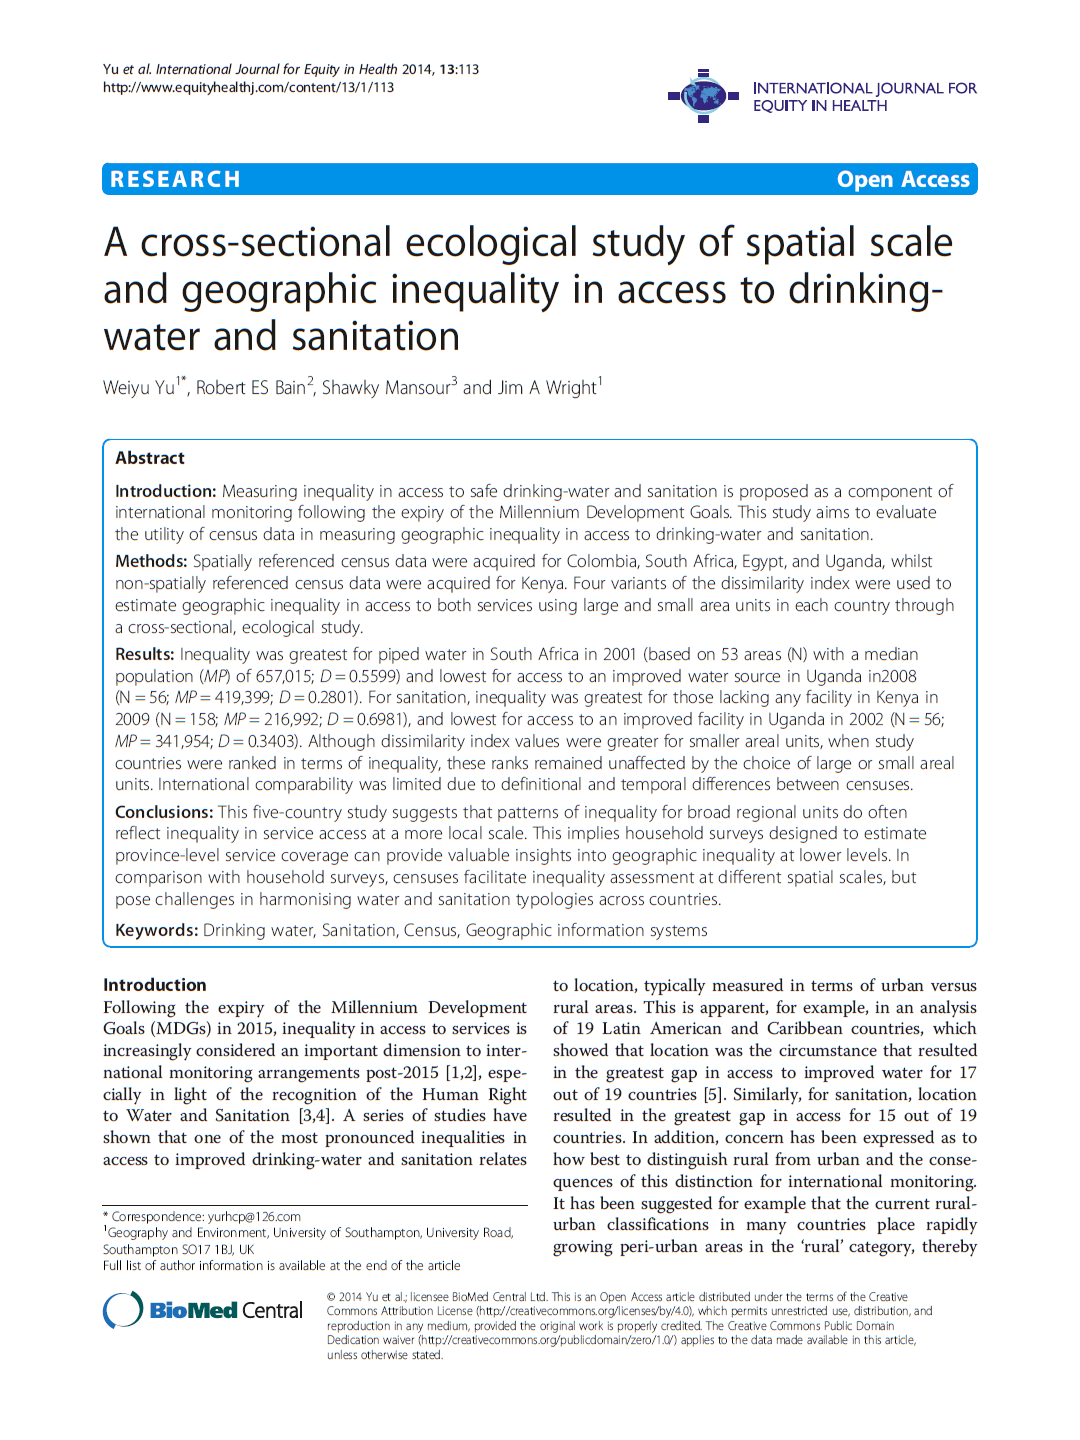 Yu et al. International Journal for Equity in Health 2014, 13:113
http://www.equityhealthj.com/content/13/1/113
INTERNATIONAL JOURNAL FOR
EQUITY IN HEALTH
RESEARCH
Open Access
A cross-sectional ecological study of spatial scale
and geographic inequality in access to drinking-
water and sanitation
Weiyu Yu1*, Robert ES Bain2, Shawky Mansour3 and Jim A Wright1
Abstract
Introduction: Measuring inequality in access to safe drinking-water and sanitation is proposed as a component of
international monitoring following the expiry of the Millennium Development Goals. This study aims to evaluate
the utility of census data in measuring geographic inequality in access to drinking-water and sanitation.
Methods: Spatially referenced census data were acquired for Colombia, South Africa, Egypt, and Uganda, whilst
non-spatially referenced census data were acquired for Kenya. Four variants of the dissimilarity index were used to
estimate geographic inequality in access to both services using large and small area units in each country through
a cross-sectional, ecological study.
Results: Inequality was greatest for piped water in South Africa in 2001 (based on 53 areas (N) with a median
population (MP) of 657,015; D = 0.5599) and lowest for access to an improved water source in Uganda in2008
(N = 56; MP = 419,399; D = 0.2801). For sanitation, inequality was greatest for those lacking any facility in Kenya in
2009 (N = 158; MP = 216,992; D = 0.6981), and lowest for access to an improved facility in Uganda in 2002 (N = 56;
MP = 341,954; D = 0.3403). Although dissimilarity index values were greater for smaller areal units, when study
countries were ranked in terms of inequality, these ranks remained unaffected by the choice of large or small areal
units. International comparability was limited due to definitional and temporal differences between censuses.
Conclusions: This five-country study suggests that patterns of inequality for broad regional units do often
reflect inequality in service access at a more local scale. This implies household surveys designed to estimate
province-level service coverage can provide valuable insights into geographic inequality at lower levels. In
comparison with household surveys, censuses facilitate inequality assessment at different spatial scales, but
pose challenges in harmonising water and sanitation typologies across countries.
Keywords: Drinking water, Sanitation, Census, Geographic information systems
Introduction
Following the expiry of the Millennium Development
Goals (MDGs) in 2015, inequality in access to services is
increasingly considered an important dimension to inter-
national monitoring arrangements post-2015 [1,2], espe-
cially in light of the recognition of the Human Right
to Water and Sanitation [3,4]. A series of studies have
shown that one of the most pronounced inequalities in
access to improved drinking-water and sanitation relates
to location, typically measured in terms of urban versus
rural areas. This is apparent, for example, in an analysis
of 19 Latin American and Caribbean countries, which
showed that location was the circumstance that resulted
in the greatest gap in access to improved water for 17
out of 19 countries [5]. Similarly, for sanitation, location
resulted in the greatest gap in access for 15 out of 19
countries. In addition, concern has been expressed as to
how best to distinguish rural from urban and the conse-
quences of this distinction for international monitoring.
It has been suggested for example that the current rural-
urban classifications in many countries place rapidly
growing peri-urban areas in the ‘rural’ category, thereby
* Correspondence: yurhcp@126.com
1Geography and Environment, University of Southampton, University Road,
Southampton SO17 1BJ, UK
Full list of author information is available at the end of the article
BioMed Central
© 2014 Yu et al.; licensee BioMed Central Ltd. This is an Open Access article distributed under the terms of the Creative
Commons Attribution License (http://creativecommons.org/licenses/by/4.0), which permits unrestricted use, distribution, and
reproduction in any medium, provided the original work is properly credited. The Creative Commons Public Domain
Dedication waiver (http://creativecommons.org/publicdomain/zero/1.0/) applies to the data made available in this article,
unless otherwise stated.